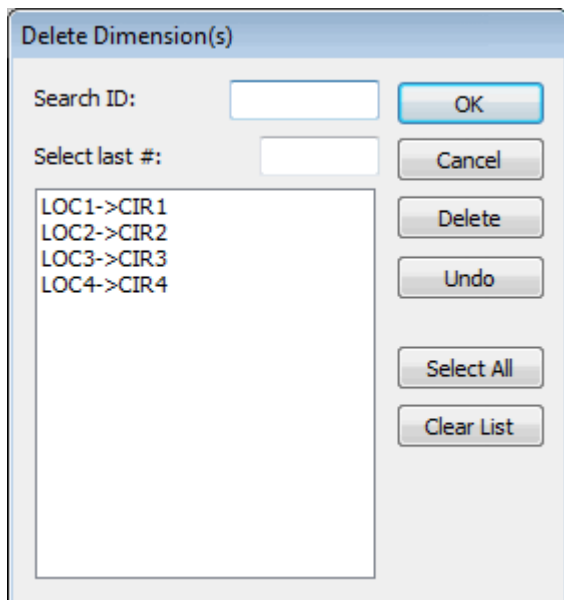 Delete Dimension(s)
Search ID:
OK
Select last #:
Cancel
LOC1->CIR1
LOC2->CIR2
LOC3->CIR3
LOC4->CIR4
Delete
Undo
Select All
Clear List